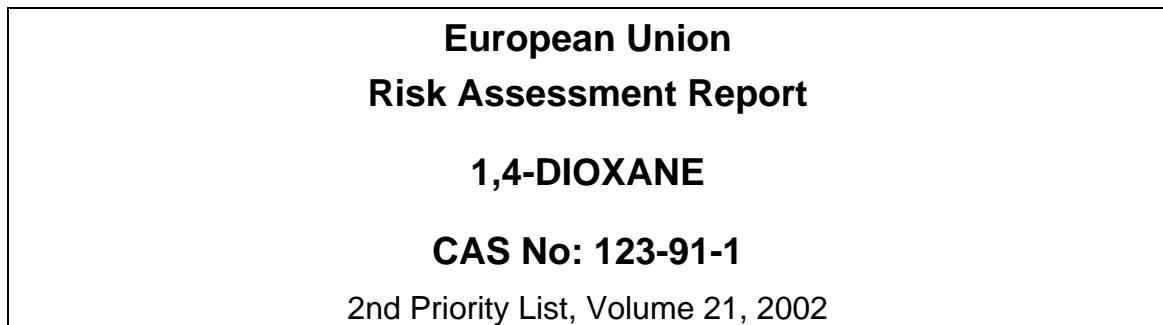 European Union
Risk Assessment Report
1,4-DIOXANE
CAS No: 123-91-1
2nd Priority List, Volume 21, 2002